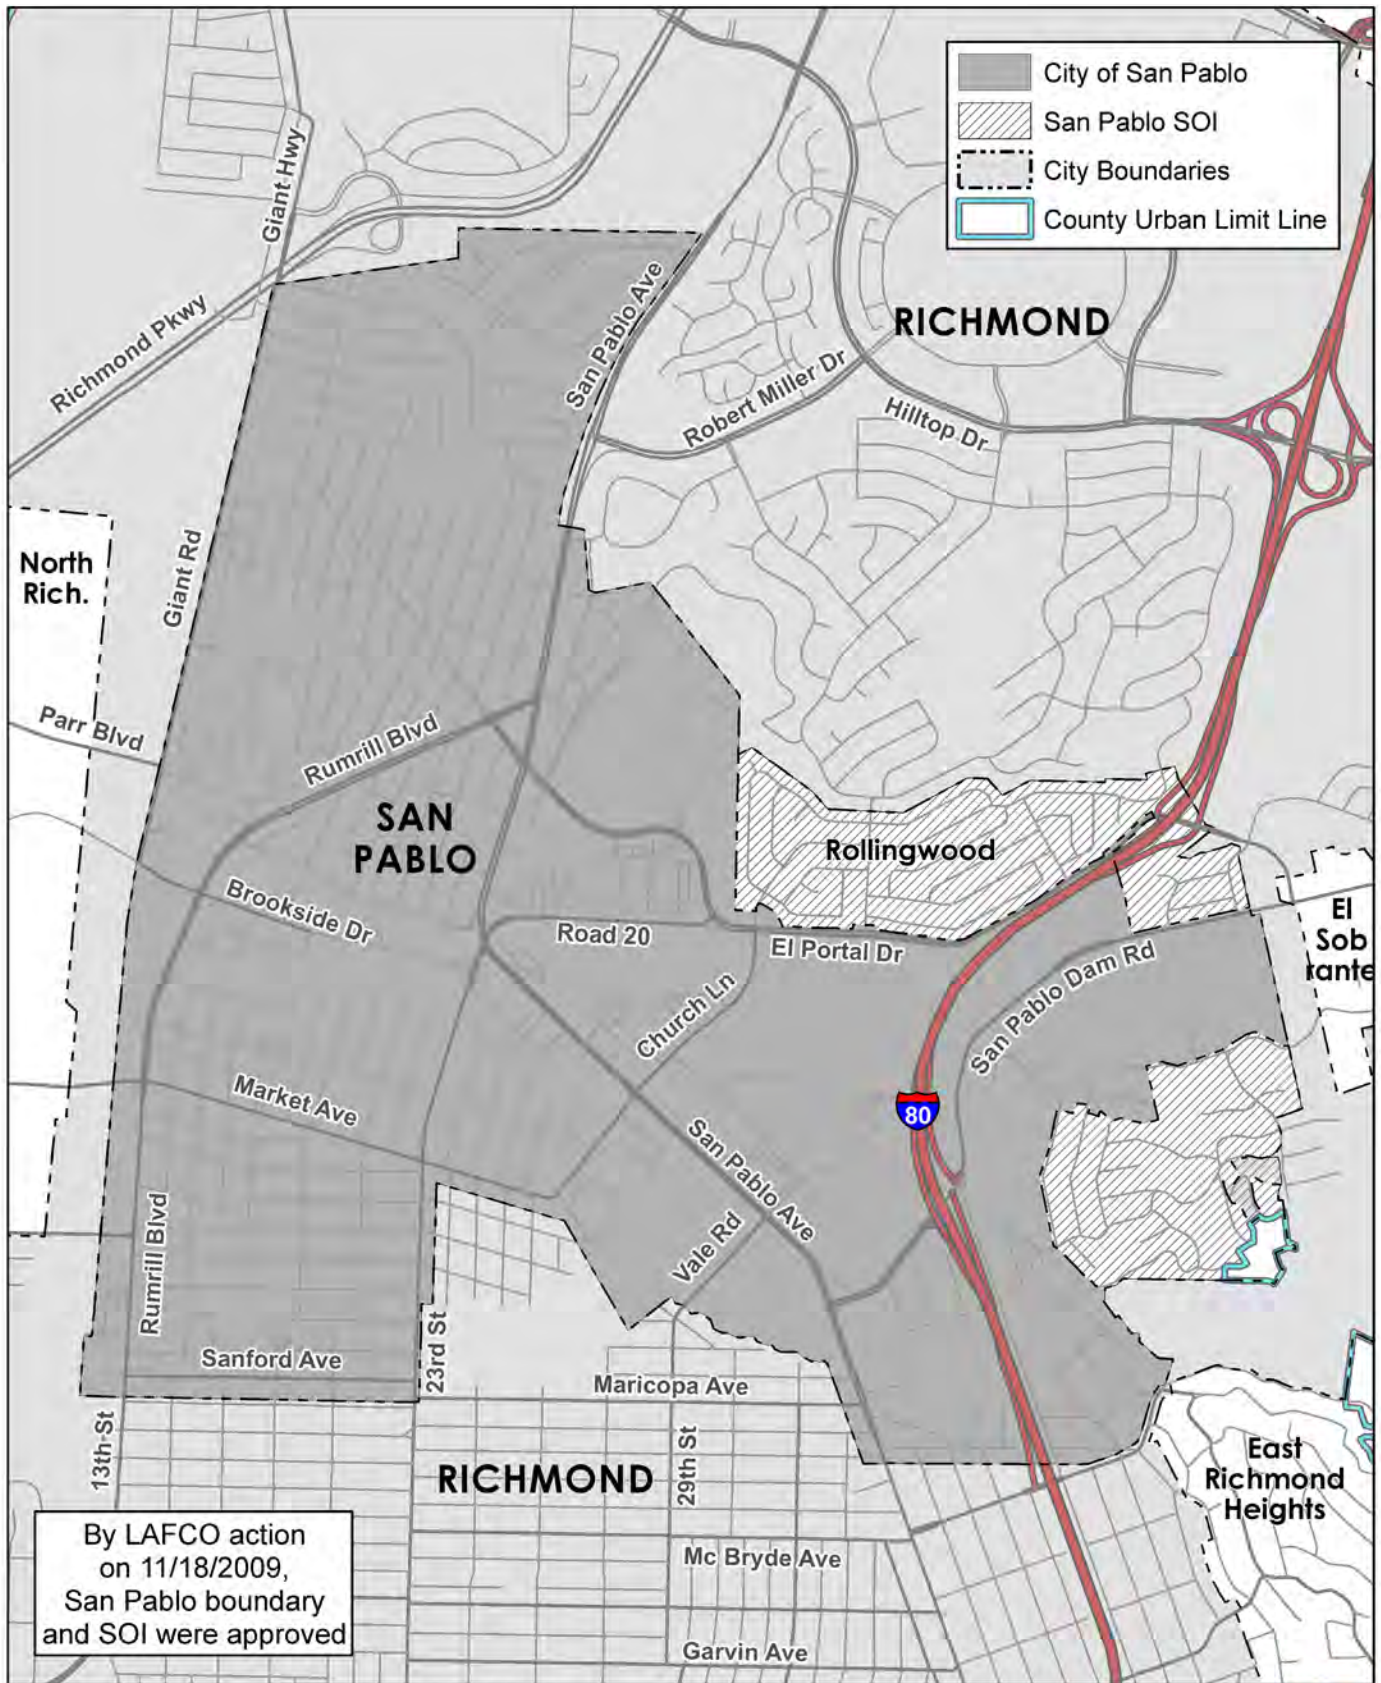 City of San Pablo
San Pablo SOI
City Boundaries
County Urban Limit Line
Giant Hwy
Richmond Pkwy
San Pablo Ave
RICHMOND
Robert Miller Dr
Hilltop Dr
North
Rich.
Giant Rd
Parr Blvd
Rumrill Blvd
SAN
PABLO
Rollingwood
Brookside Dr
Road 20
El Portal Dr
El
Sob
rante
San Pablo Dam Rd
Church Ln
Market Ave
80
San Pablo Ave
Vale Rd
Rumrill Blvd
23rd St
Sanford Ave
Maricopa Ave
13th St
29th St
RICHMOND
East
Richmond
Heights
By LAFCO action
on 11/18/2009,
San Pablo boundary
and SOI were approved
Mc Bryde Ave
Garvin Ave